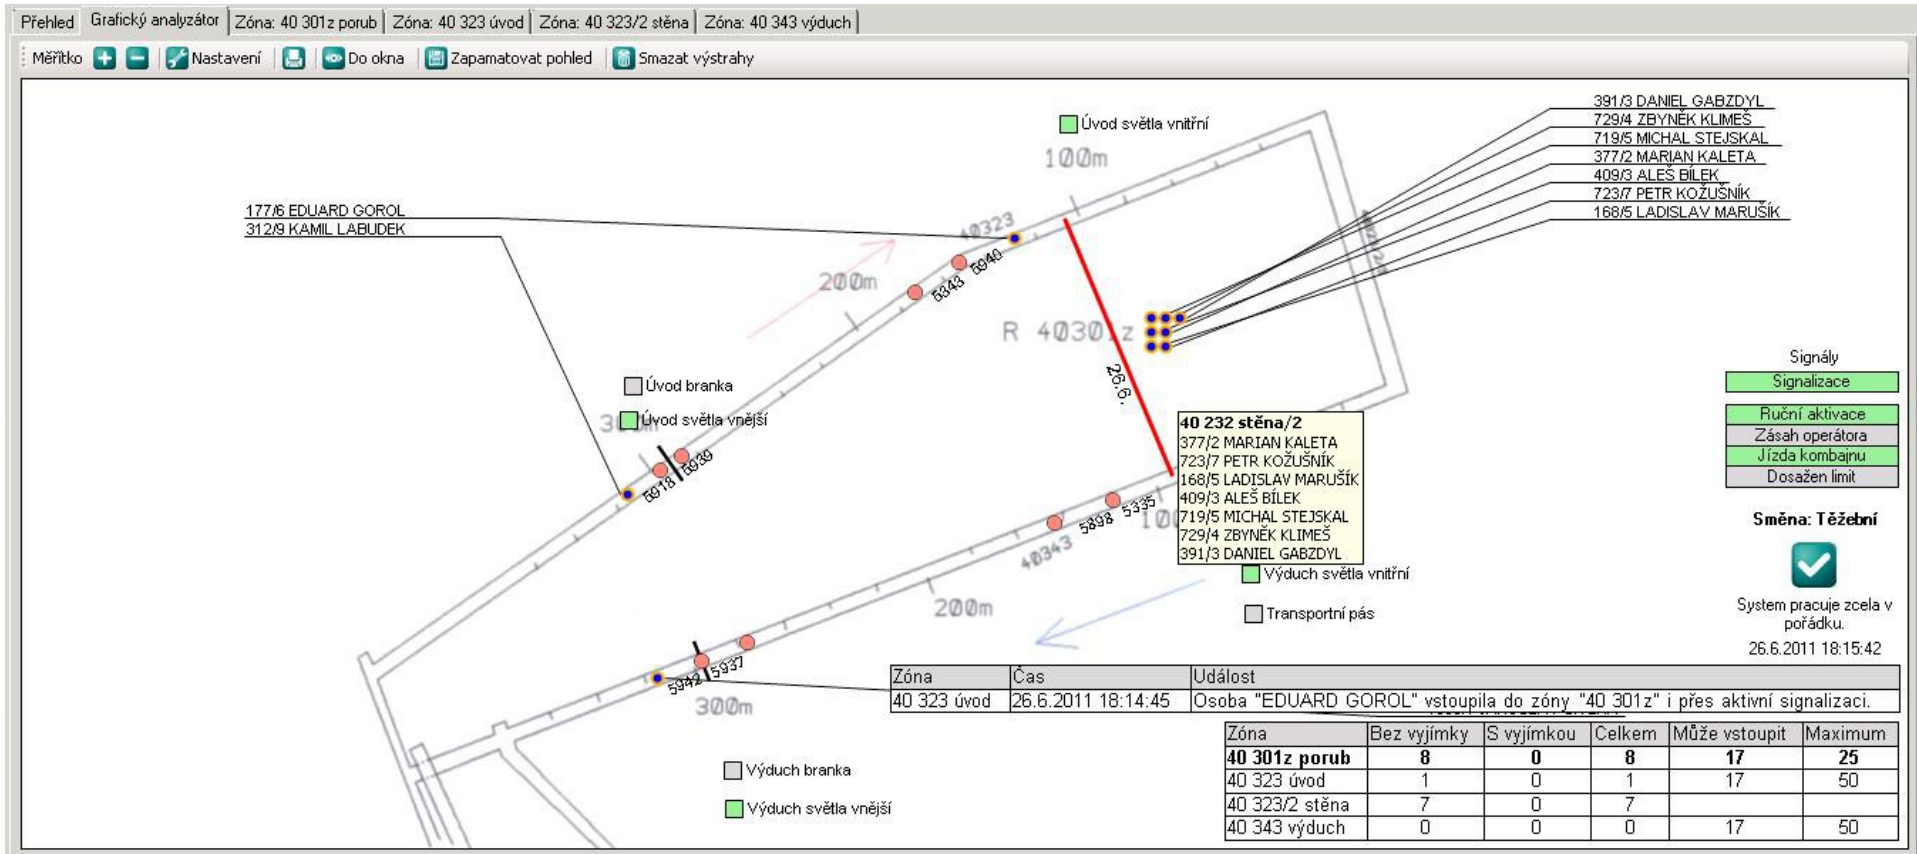 Přehled Grafický analyzátor Zóna: 40 301z porub Zóna: 40 323 úvod Zóna: 40 323/2 stěna Zóna: 40 343 výduch
Měřítko Nastavení Do okna Zapamatovat pohled Smazat výstrahy
391/3 DANIEL GABZDYL
729/4 ZBYNĚK KLIMEŠ
719/5 MICHAL STEJSKAL
377/2 MARIAN KALETA
409/3 ALEŠ BÍLEK
723/7 PETR KOŽUŠNÍK
168/5 LADISLAV MARUŠÍK
Úvod světla vnitřní
100m
177/6 EDUARD GOROL
312/9 KAMIL LABUDEK
40323
5940
5343
200m
R 40301z
26.6.
Úvod branka
Úvod světla vnější
5939
5918
40 232 stěna/2
377/2 MARIAN KALETA
723/7 PETR KOŽUŠNÍK
168/5 LADISLAV MARUŠÍK
409/3 ALEŠ BÍLEK
719/5 MICHAL STEJSKAL
729/4 ZBYNĚK KLIMEŠ
391/3 DANIEL GABZDYL
5335
5898
40343
200m
Výduch světla vnitřní
Transportní pás
5937
5942
300m
Výduch branka
Výduch světla vnější
Signály
Signalizace
Ruční aktivace
Zásah operátora
Jízda kombajnu
Dosažen limit
Směna: Těžební
System pracuje zcela v
pořádku.
26.6.2011 18:15:42
Zóna Čas Událost
40 323 úvod 26.6.2011 18:14:45 Osoba "EDUARD GOROL" vstoupila do zóny "40 301z" i přes aktivní signalizaci.
Zóna Bez vyjímky S vyjímkou Celkem Může vstoupit Maximum
40 301z porub 8 0 8 17 25
40 323 úvod 1 0 1 17 50
40 323/2 stěna 7 0 7
40 343 výduch 0 0 0 17 50